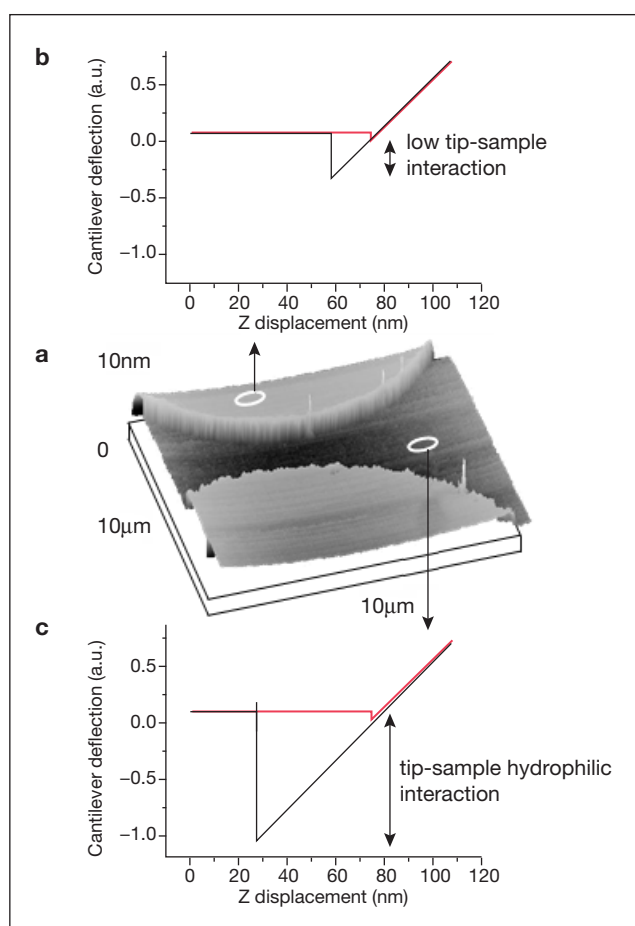 b
Cantilever deflection (a.u.)
0.5
0.0
−0.5
−1.0
low tip-sample
interaction
0 20 40 60 80 100 120
Z displacement (nm)
a
10nm
0
10μm
10μm
c
Cantilever deflection (a.u.)
0.5
0.0
−0.5
−1.0
tip-sample hydrophilic
interaction
0 20 40 60 80 100 120
Z displacement (nm)